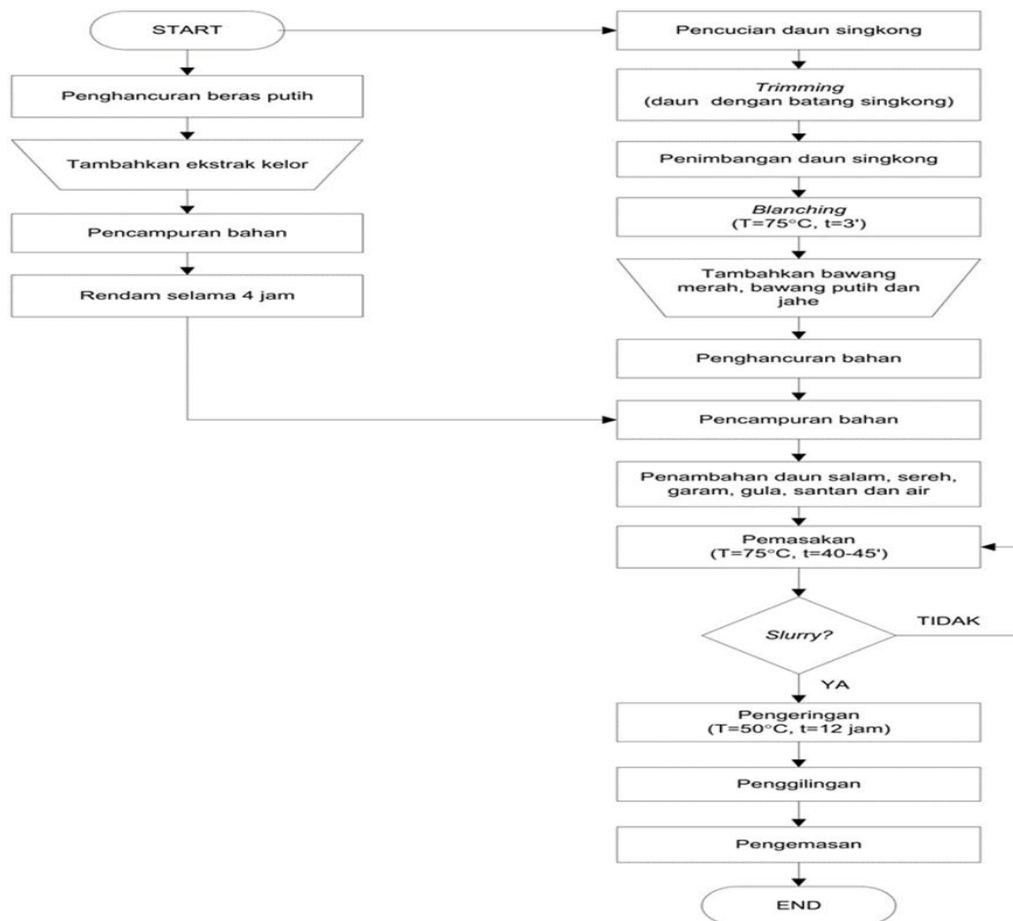 START
Penghancuran beras putih
Tambahkan ekstrak kelor
Pencampuran bahan
Rendam selama 4 jam
Pencucian daun singkong
Trimming
(daun dengan batang singkong)
Penimbangan daun singkong
Blanching
(T=75°C, t=3')
Tambahkan bawang
merah, bawang putih dan
jahe
Penghancuran bahan
Pencampuran bahan
Penambahan daun salam, sereh,
garam, gula, santan dan air
Pemasakan
(T=75°C, t=40-45')
Slurry?
TIDAK
YA
Pengeringan
(T=50°C, t=12 jam)
Penggilingan
Pengemasan
END